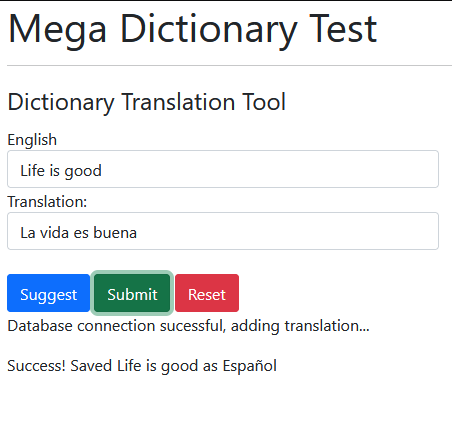 Mega Dictionary Test
Dictionary Translation Tool
English
Life is good
Translation:
La vida es buena
Suggest Submit Reset
Database connection sucessful, adding translation...
Success! Saved Life is good as Español